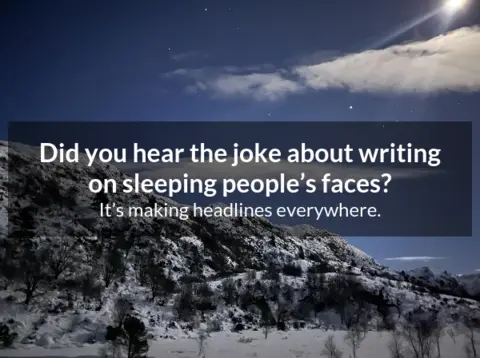 Did you hear the joke about writing
on sleeping people’s faces?
It’s making headlines everywhere.